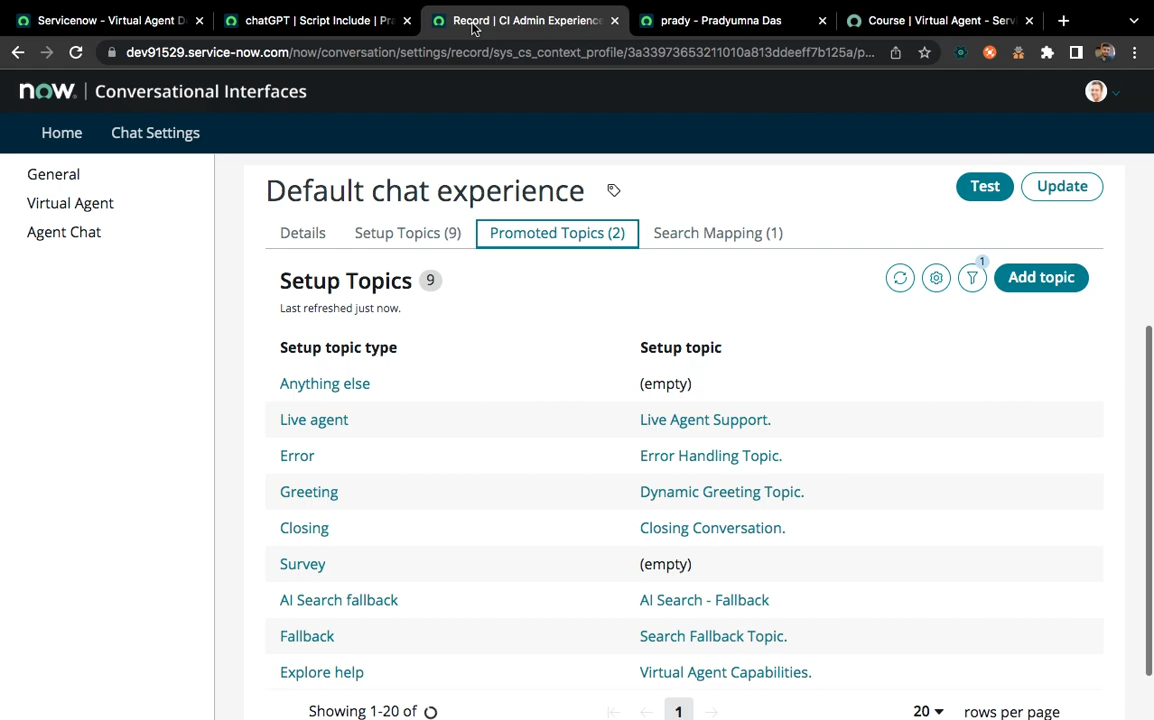 Servicenow - Virtual Agent D
chatGPT | Script Include | Pra
Record | CI Admin Experience
prady - Pradyumna Das
Course | Virtual Agent - Servi
dev91529.service-now.com/now/conversation/settings/record/sys_cs_context_profile/3a33973653211010a813ddeeff7b125a/p...
now. | Conversational Interfaces
Home
Chat Settings
General
Virtual Agent
Agent Chat
Default chat experience
Test
Update
Details
Setup Topics (9)
Promoted Topics (2)
Search Mapping (1)
Setup Topics 9
1
Add topic
Last refreshed just now.
Setup topic type
Setup topic
Anything else
(empty)
Live agent
Live Agent Support.
Error
Error Handling Topic.
Greeting
Dynamic Greeting Topic.
Closing
Closing Conversation.
Survey
(empty)
AI Search fallback
AI Search - Fallback
Fallback
Search Fallback Topic.
Explore help
Virtual Agent Capabilities.
Showing 1-20 of
1
20
rows per page